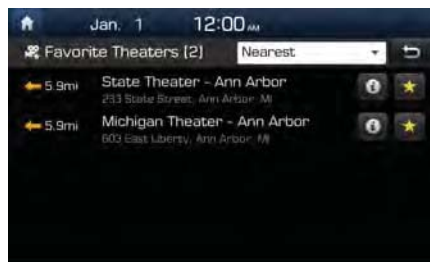 Jan. 1 12:00 AM
Favorite Theaters (2) Nearest
5.9mi State Theater - Ann Arbor
233 State Street, Ann Arbor, MI
5.9mi Michigan Theater - Ann Arbor
603 East Liberty, Ann Arbor, MI